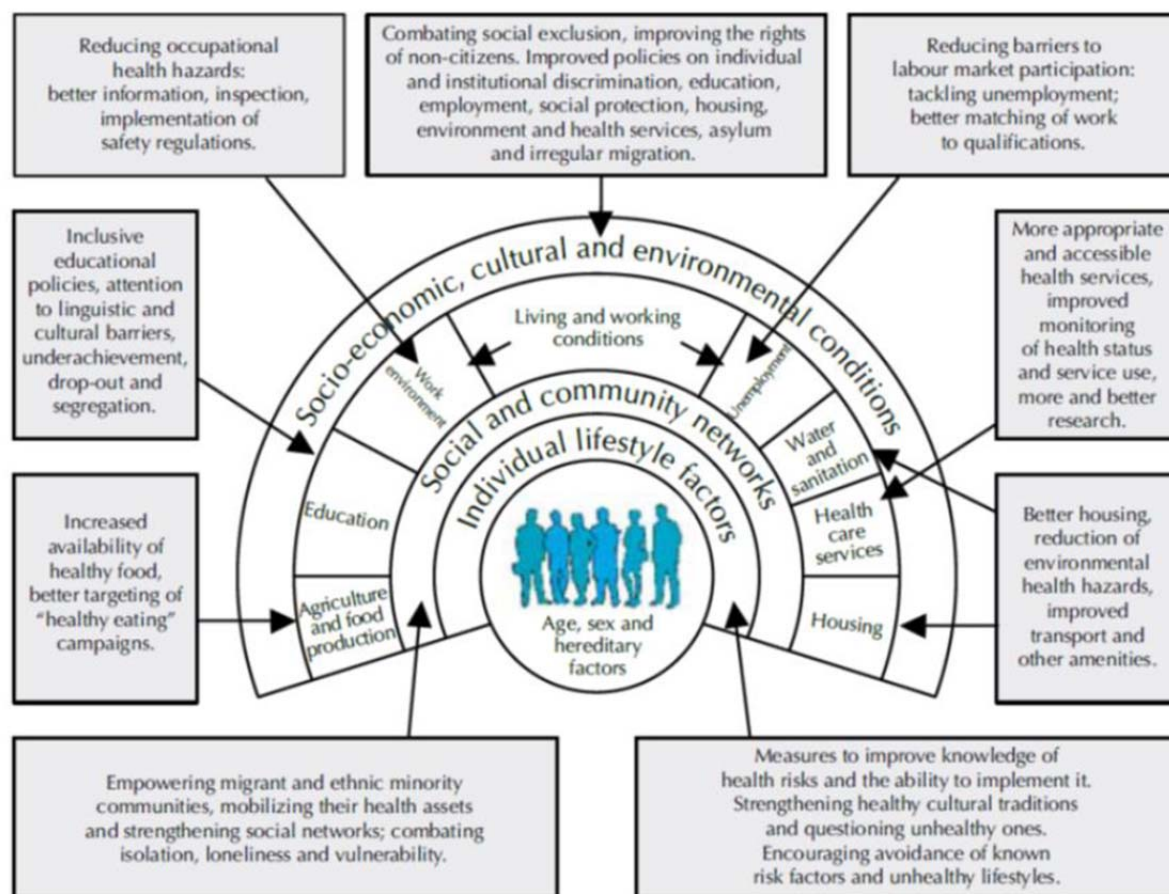 Reducing occupational
health hazards:
better information, inspection,
implementation of
safety regulations.
Combating social exclusion, improving the rights
of non-citizens. Improved policies on individual
and institutional discrimination, education,
employment, social protection, housing,
environment and health services, asylum
and irregular migration.
Reducing barriers to
labour market participation:
tackling unemployment;
better matching of work
to qualifications.
Inclusive
educational
policies, attention
to linguistic and
cultural barriers,
underachievement,
drop-out and
segregation.
More appropriate
and accessible
health services,
improved
monitoring
of health status
and service use,
more and better
research.
Increased
availability of
healthy food,
better targeting of
“healthy eating”
campaigns.
Better housing,
reduction of
environmental
health hazards,
improved
transport and
other amenities.
Socio-economic, cultural and environmental conditions
Living and working
conditions
Work
environment
Unemployment
Education
Water
and
sanitation
Health
care
services
Agriculture
and food
production
Housing
Social and community networks
Individual lifestyle factors
Age, sex and
hereditary
factors
Empowering migrant and ethnic minority
communities, mobilizing their health assets
and strengthening social networks; combating
isolation, loneliness and vulnerability.
Measures to improve knowledge of
health risks and the ability to implement it.
Strengthening healthy cultural traditions
and questioning unhealthy ones.
Encouraging avoidance of known
risk factors and unhealthy lifestyles.